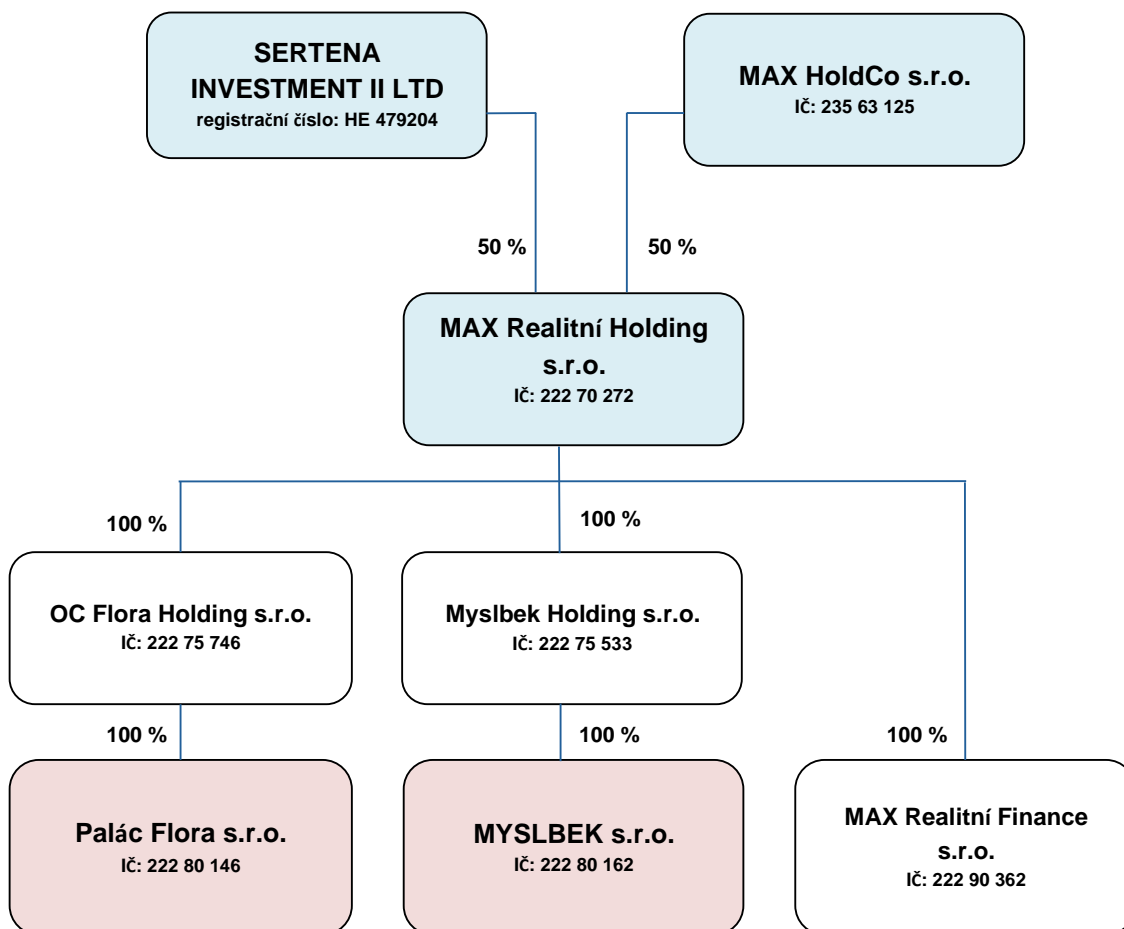 SERTENA
INVESTMENT II LTD
registrační číslo: HE 479204
MAX HoldCo s.r.o.
IČ: 235 63 125
50 %
50 %
MAX Realitní Holding
s.r.o.
IČ: 222 70 272
100 %
100 %
OC Flora Holding s.r.o.
IČ: 222 75 746
Myslbek Holding s.r.o.
IČ: 222 75 533
100 %
100 %
100 %
Palác Flora s.r.o.
IČ: 222 80 146
MYSLBEK s.r.o.
IČ: 222 80 162
MAX Realitní Finance
s.r.o.
IČ: 222 90 362